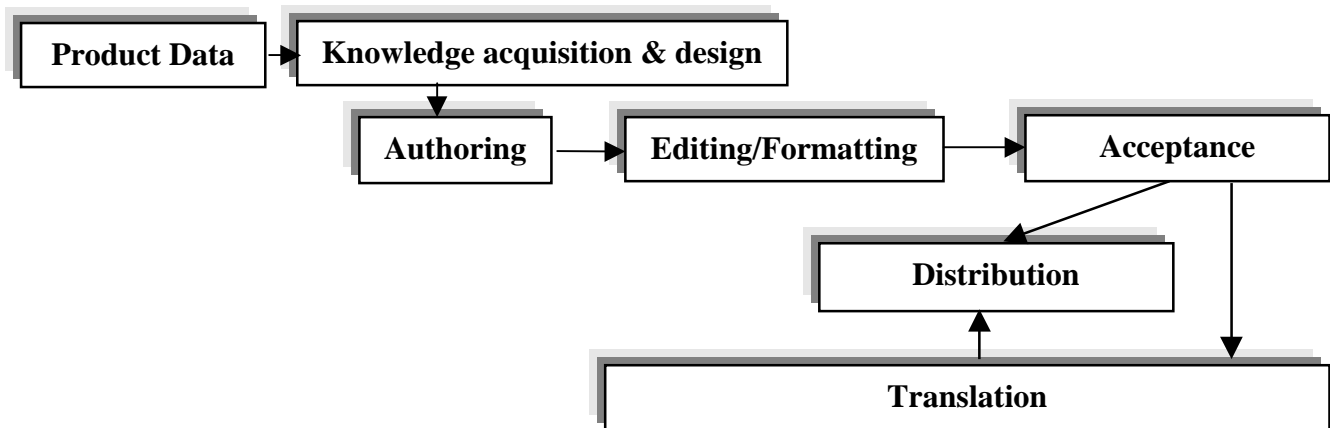 Product Data
Knowledge acquisition & design
Authoring
Editing/Formatting
Acceptance
Distribution
Translation